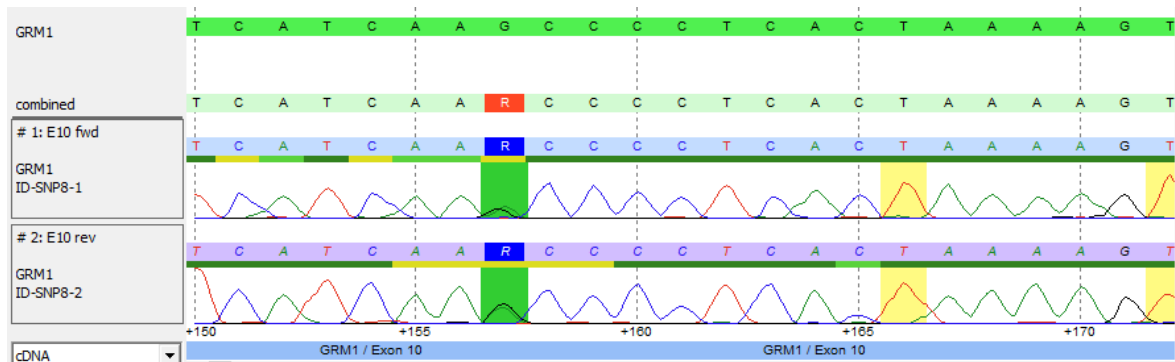 GRM1 T C A T C A A G C C C C T C A C T A A A A G T
combined T C A T C A A R C C C C T C A C T A A A A G T
# 1: E10 fwd T C A T C A A R C C C C T C A C T A A A A G T
GRM1
ID-SNP8-1
# 2: E10 rev T C A T C A A R C C C C T C A C T A A A A G T
GRM1
ID-SNP8-2
+150 +155 +160 +165 +170
cDNA GRM1 / Exon 10 GRM1 / Exon 10